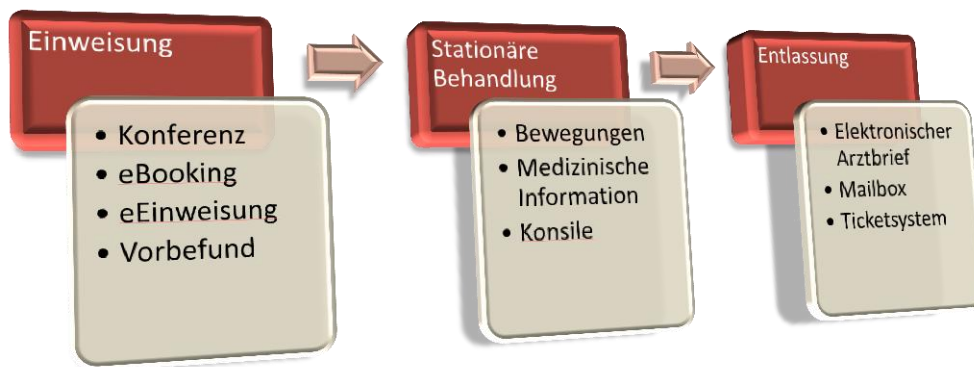 Einweisung
• Konferenz
• eBooking
• eEinweisung
• Vorbefund
Stationäre
Behandlung
• Bewegungen
• Medizinische
Information
• Konsile
Entlassung
• Elektronischer
Arztbrief
• Mailbox
• Ticketsystem